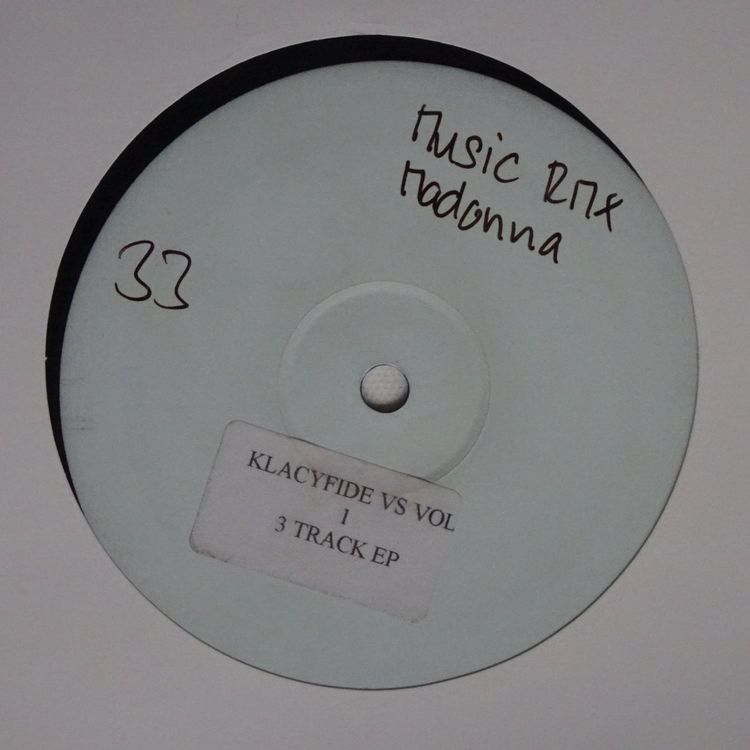 Music RMX
Madonna
33
KLACYFIDE VS VOL
1
3 TRACK EP